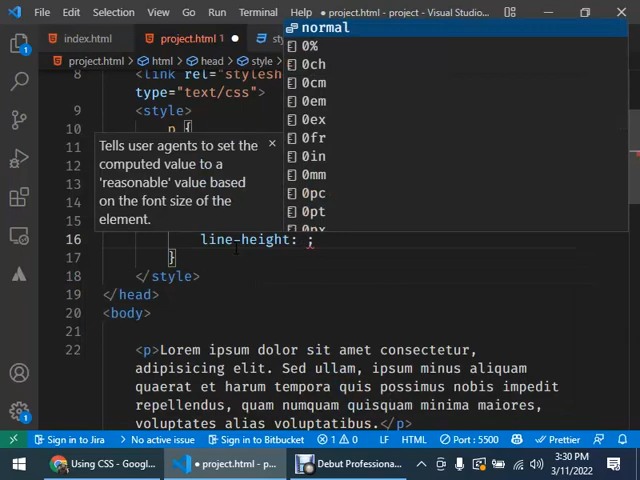 File Edit Selection View Go Run Terminal Help project.html - project - Visual Studio...
index.html
project.html 1
project.html > html > head > style
normal
0%
0ch
0cm
0em
0ex
0fr
0in
0mm
0pc
0pt
Tells user agents to set the
computed value to a
'reasonable' value based
on the font size of the
element.
8 <link rel="stylesh
type="text/css">
9 <style>
10 p {
11
12
13
14
15
16 line-height: ;
17 }
18 </style>
19 </head>
20 <body>
21
22 <p>Lorem ipsum dolor sit amet consectetur,
adipisicing elit. Sed ullam, ipsum minus aliquam
quaerat et harum tempora quis possimus nobis impedit
repellendus, quam numquam quisquam minima maiores,
voluptates alias voluptatibus.</p>
Sign in to Jira No active issue Sign in to Bitbucket 1 0 LF HTML Port : 5500 Prettier
Using CSS - Googl... project.html - p... Debut Professiona... 3:30 PM
3/11/2022